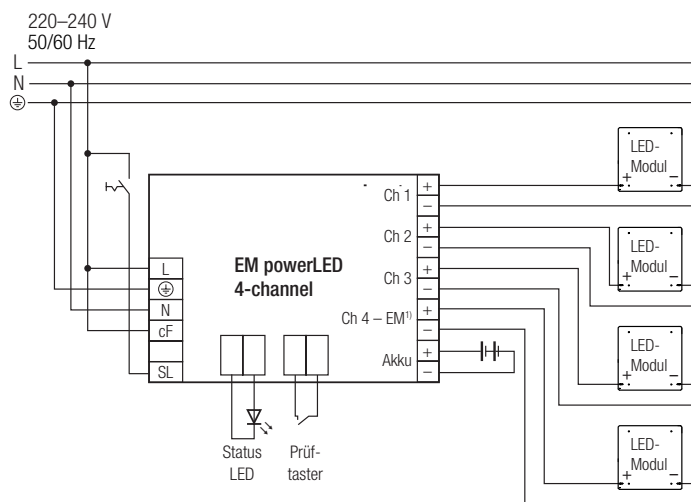 220–240 V
50/60 Hz
L
N
LED-
Modul
+ −
EM powerLED
4-channel
Ch 1
+
−
Ch 2
+
−
Ch 3
+
−
Ch 4 – EM¹⁾
+
−
Akku
+
−
L
N
cF
SL
Status
LED
Prüf-
taster
LED-
Modul
+ −
LED-
Modul
+ −
LED-
Modul
+ −